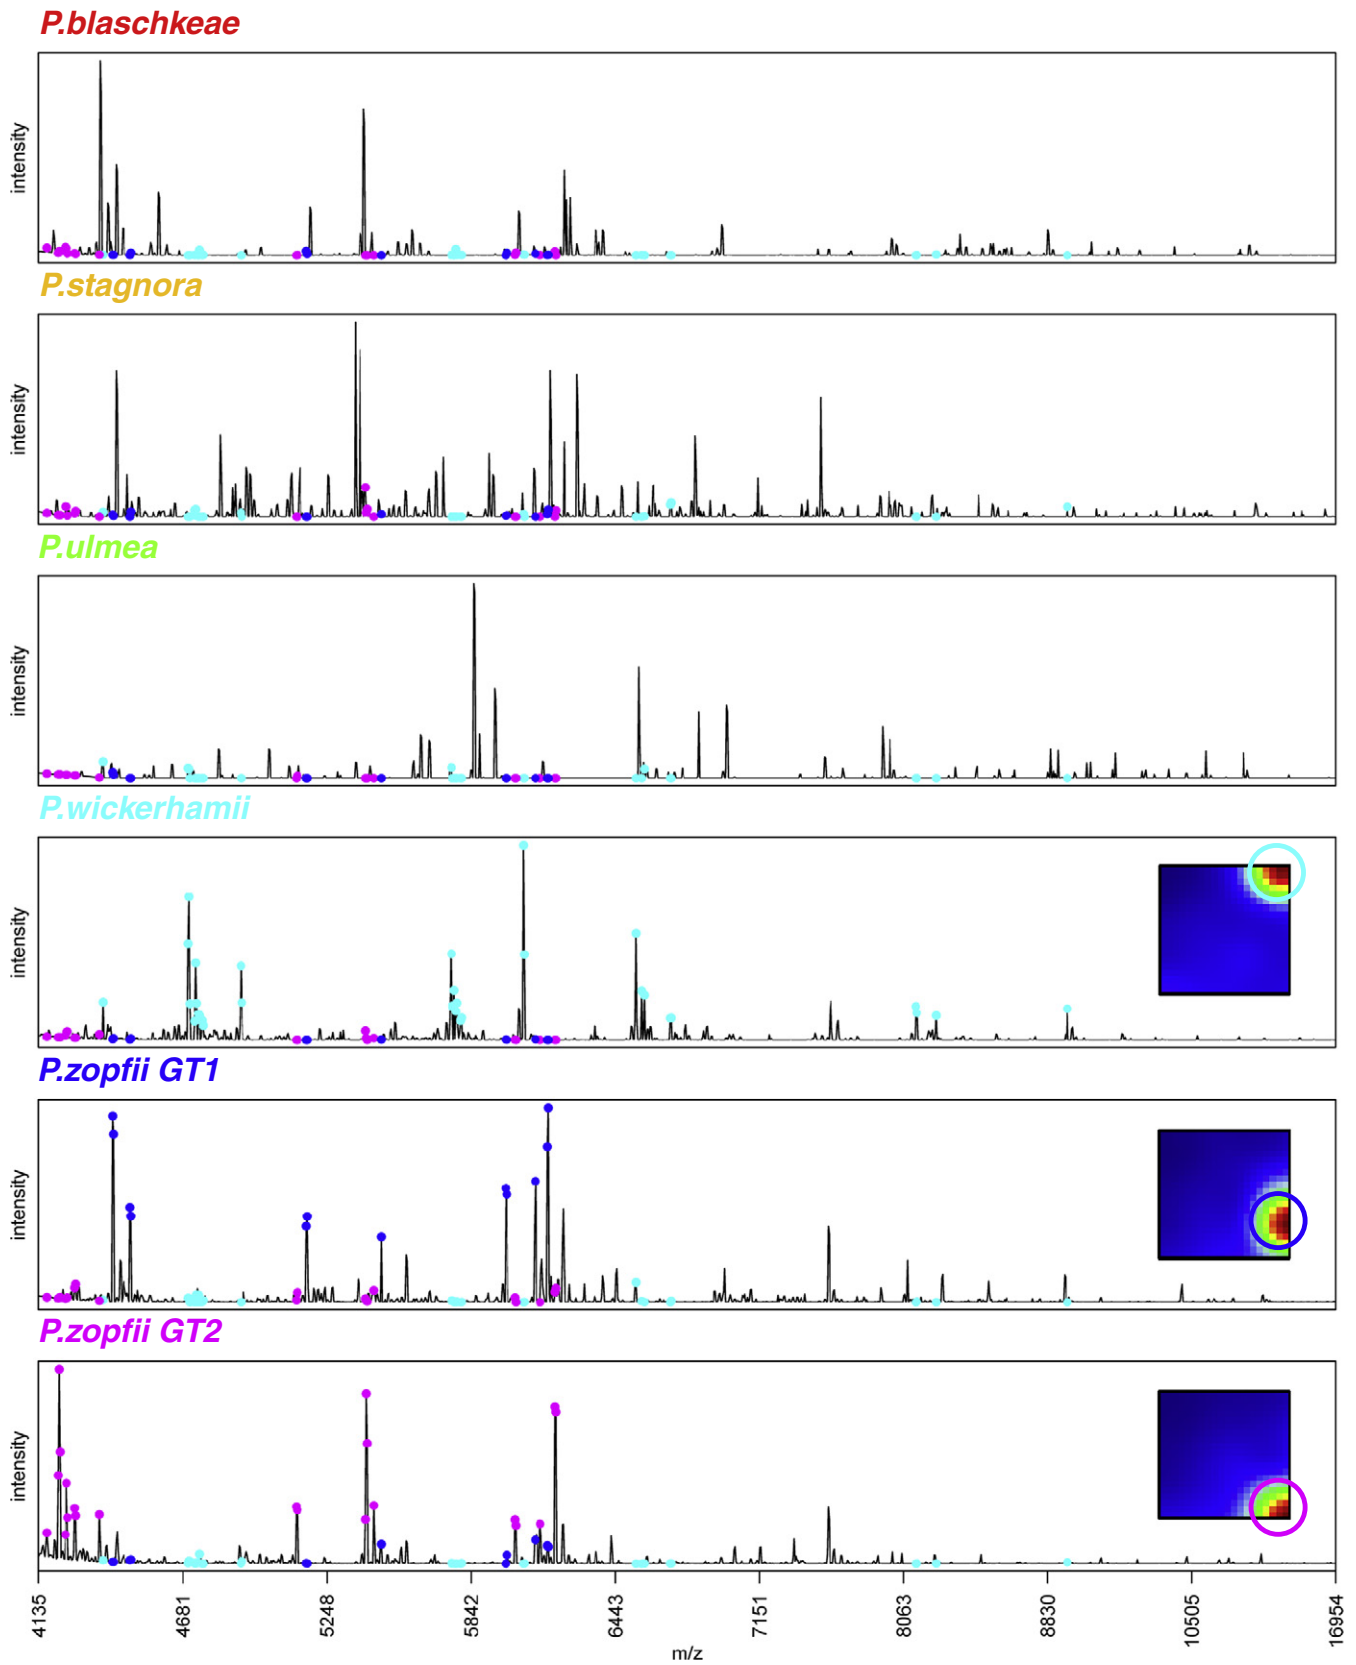 P.blaschkeae
intensity
P.stagnora
intensity
P.ulmea
intensity
P.wickerhamii
intensity
P.zopfii GT1
intensity
P.zopfii GT2
intensity
4135 4681 5248 5842 6443 7151 8063 8830 10505 16954
m/z